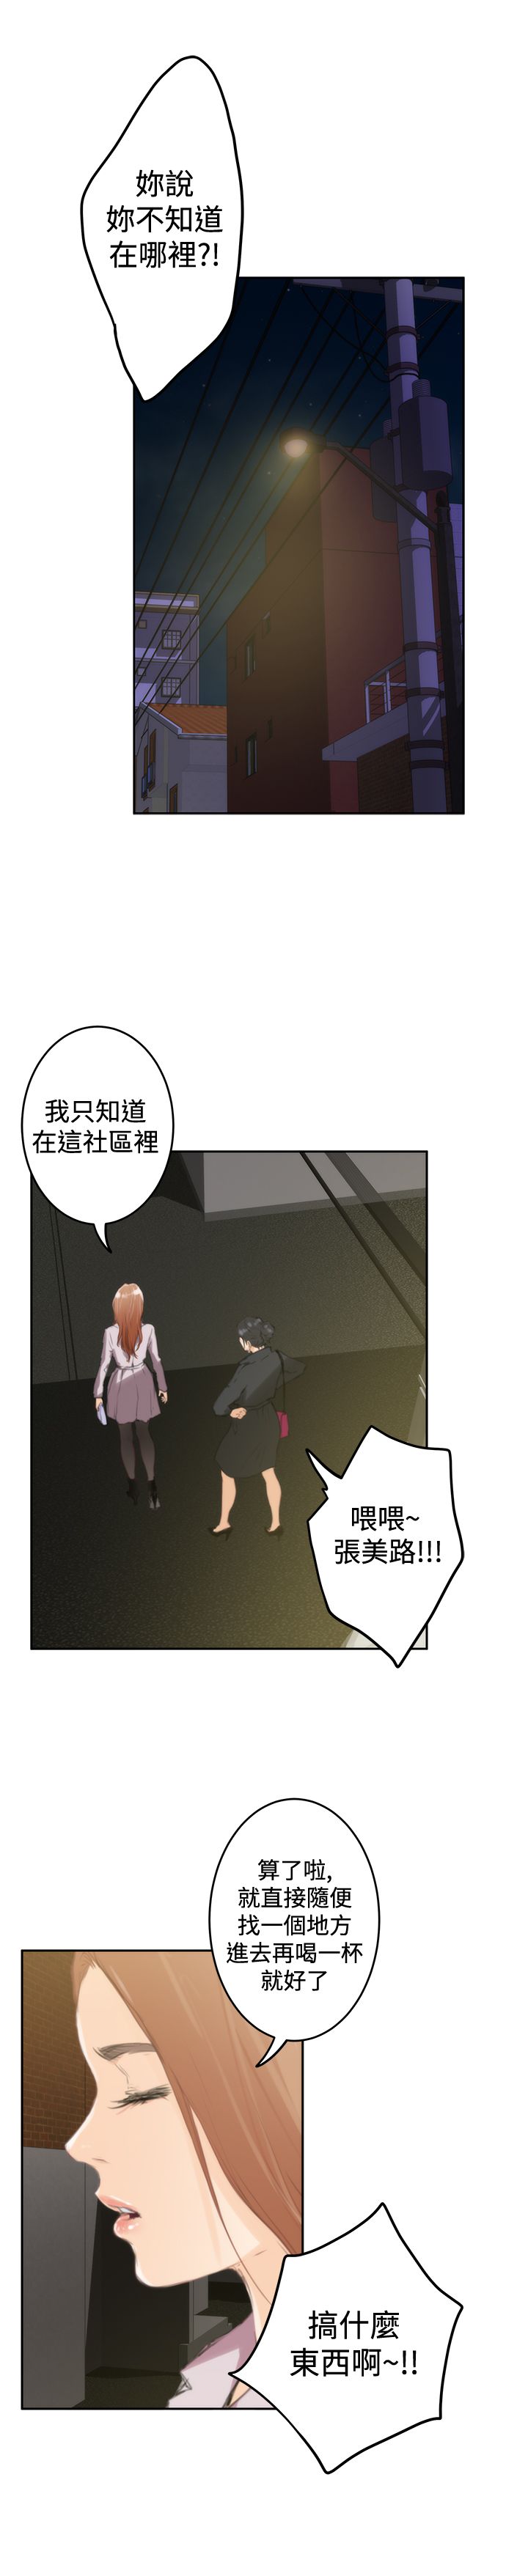 妳說
妳不知道
在哪裡?!
我只知道
在這社區裡
喂喂~
張美路!!!
算了啦,
就直接隨便
找一個地方
進去再喝一杯
就好了
搞什麼
東西啊~!!